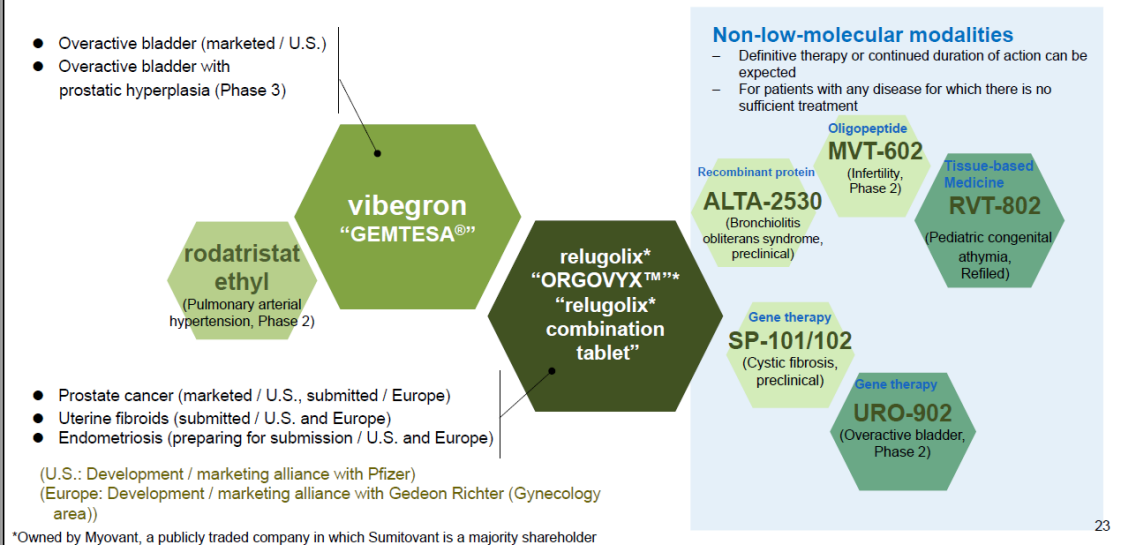 ● Overactive bladder (marketed / U.S.)
● Overactive bladder with
prostatic hyperplasia (Phase 3)
vibegron
“GEMTESA®”
rodatristat
ethyl
(Pulmonary arterial
hypertension, Phase 2)
relugolix*
“ORGOVYX™”*
“relugolix*
combination
tablet”
● Prostate cancer (marketed / U.S., submitted / Europe)
● Uterine fibroids (submitted / U.S. and Europe)
● Endometriosis (preparing for submission / U.S. and Europe)
(U.S.: Development / marketing alliance with Pfizer)
(Europe: Development / marketing alliance with Gedeon Richter (Gynecology
area))
*Owned by Myovant, a publicly traded company in which Sumitovant is a majority shareholder
Non-low-molecular modalities
– Definitive therapy or continued duration of action can be
expected
– For patients with any disease for which there is no
sufficient treatment
Oligopeptide
MVT-602
(Infertility,
Phase 2)
Recombinant protein
ALTA-2530
(Bronchiolitis
obliterans syndrome,
preclinical)
Tissue-based
Medicine
RVT-802
(Pediatric congenital
athymia,
Refiled)
Gene therapy
SP-101/102
(Cystic fibrosis,
preclinical)
Gene therapy
URO-902
(Overactive bladder,
Phase 2)
23